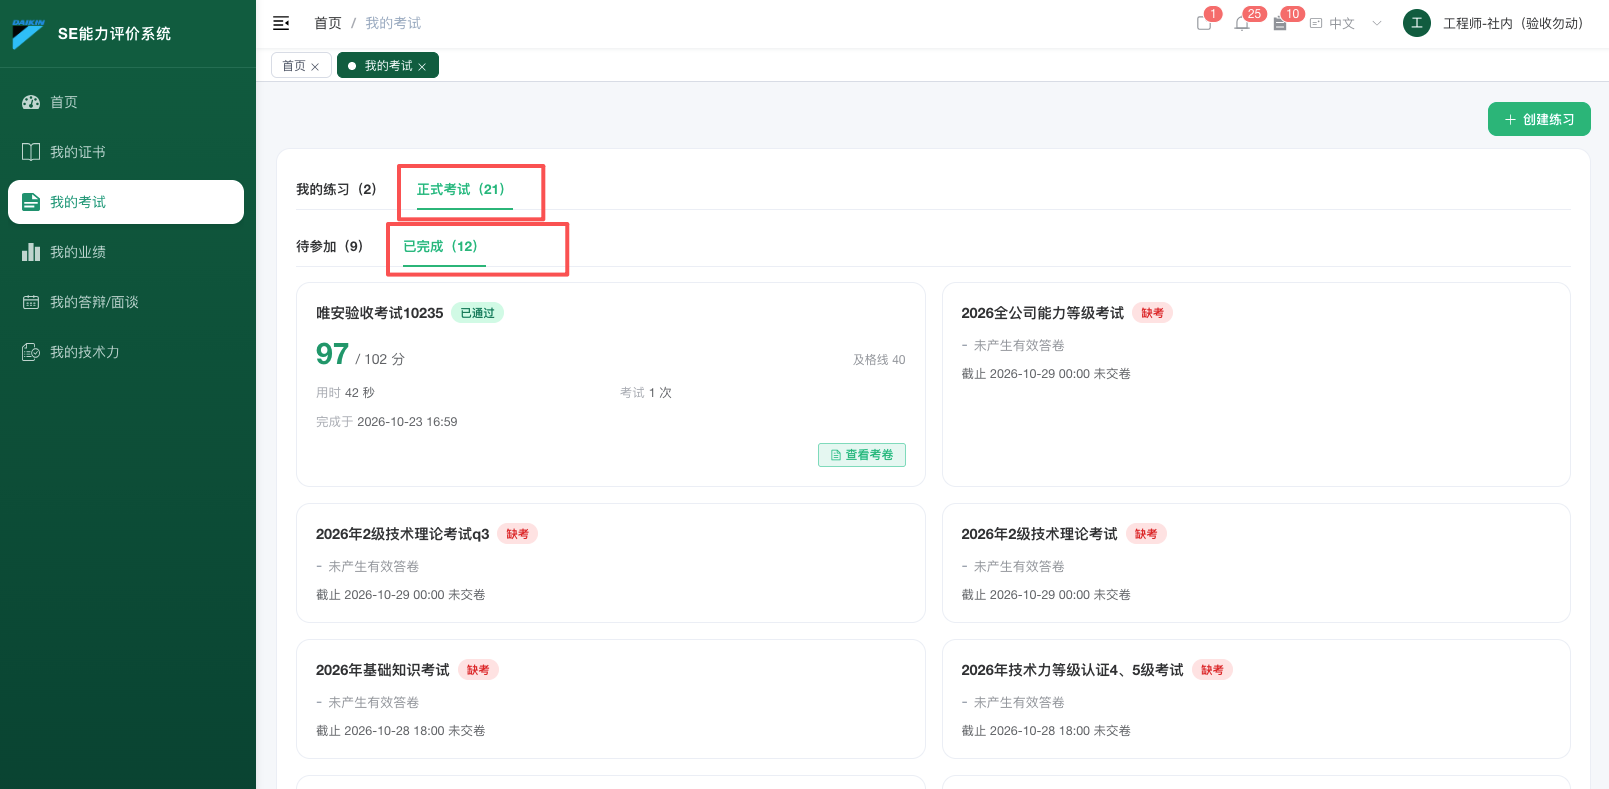 DAIKIN
SE能力评价系统
首页
我的证书
我的考试
我的业绩
我的答辩/面谈
我的技术力
首页 / 我的考试
1
25
10
中文
工
工程师-社内（验收勿动）
首页 ×
我的考试 ×
+ 创建练习
我的练习（2） 正式考试（21）
待参加（9） 已完成（12）
唯安验收考试10235 已通过
97 / 102 分 及格线 40
用时 42 秒 考试 1 次
完成于 2026-10-23 16:59
查看考卷
2026全公司能力等级考试 缺考
- 未产生有效答卷
截止 2026-10-29 00:00 未交卷
2026年2级技术理论考试q3 缺考
- 未产生有效答卷
截止 2026-10-29 00:00 未交卷
2026年2级技术理论考试 缺考
- 未产生有效答卷
截止 2026-10-29 00:00 未交卷
2026年基础知识考试 缺考
- 未产生有效答卷
截止 2026-10-28 18:00 未交卷
2026年技术力等级认证4、5级考试 缺考
- 未产生有效答卷
截止 2026-10-28 18:00 未交卷